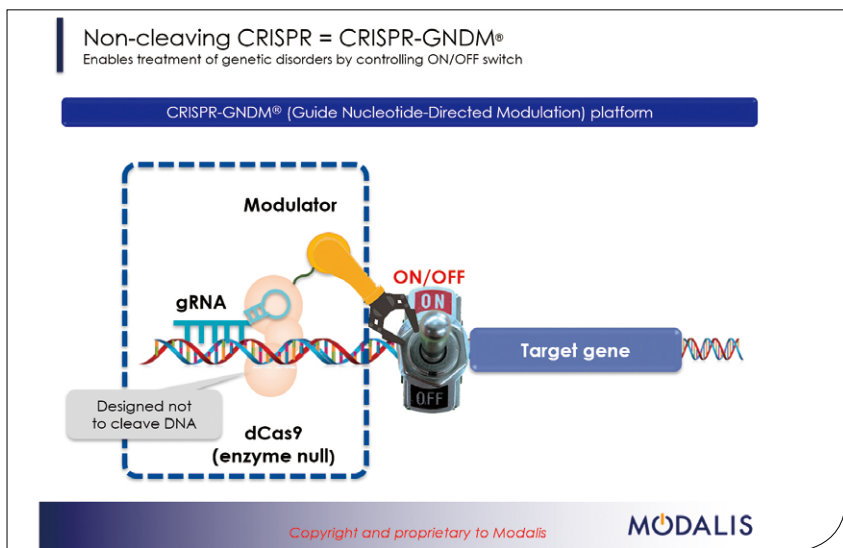 Non-cleaving CRISPR = CRISPR-GNDM®
Enables treatment of genetic disorders by controlling ON/OFF switch
CRISPR-GNDM® (Guide Nucleotide-Directed Modulation) platform
Modulator
ON/OFF
gRNA
ON
Target gene
OFF
Designed not
to cleave DNA
dCas9
(enzyme null)
Copyright and proprietary to Modalis
MODALIS